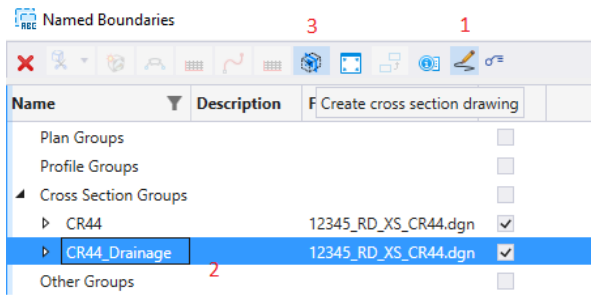 ABC Named Boundaries
3 1
Name Description F Create cross section drawing
Plan Groups
Profile Groups
Cross Section Groups
CR44 12345_RD_XS_CR44.dgn
CR44_Drainage 12345_RD_XS_CR44.dgn
2
Other Groups